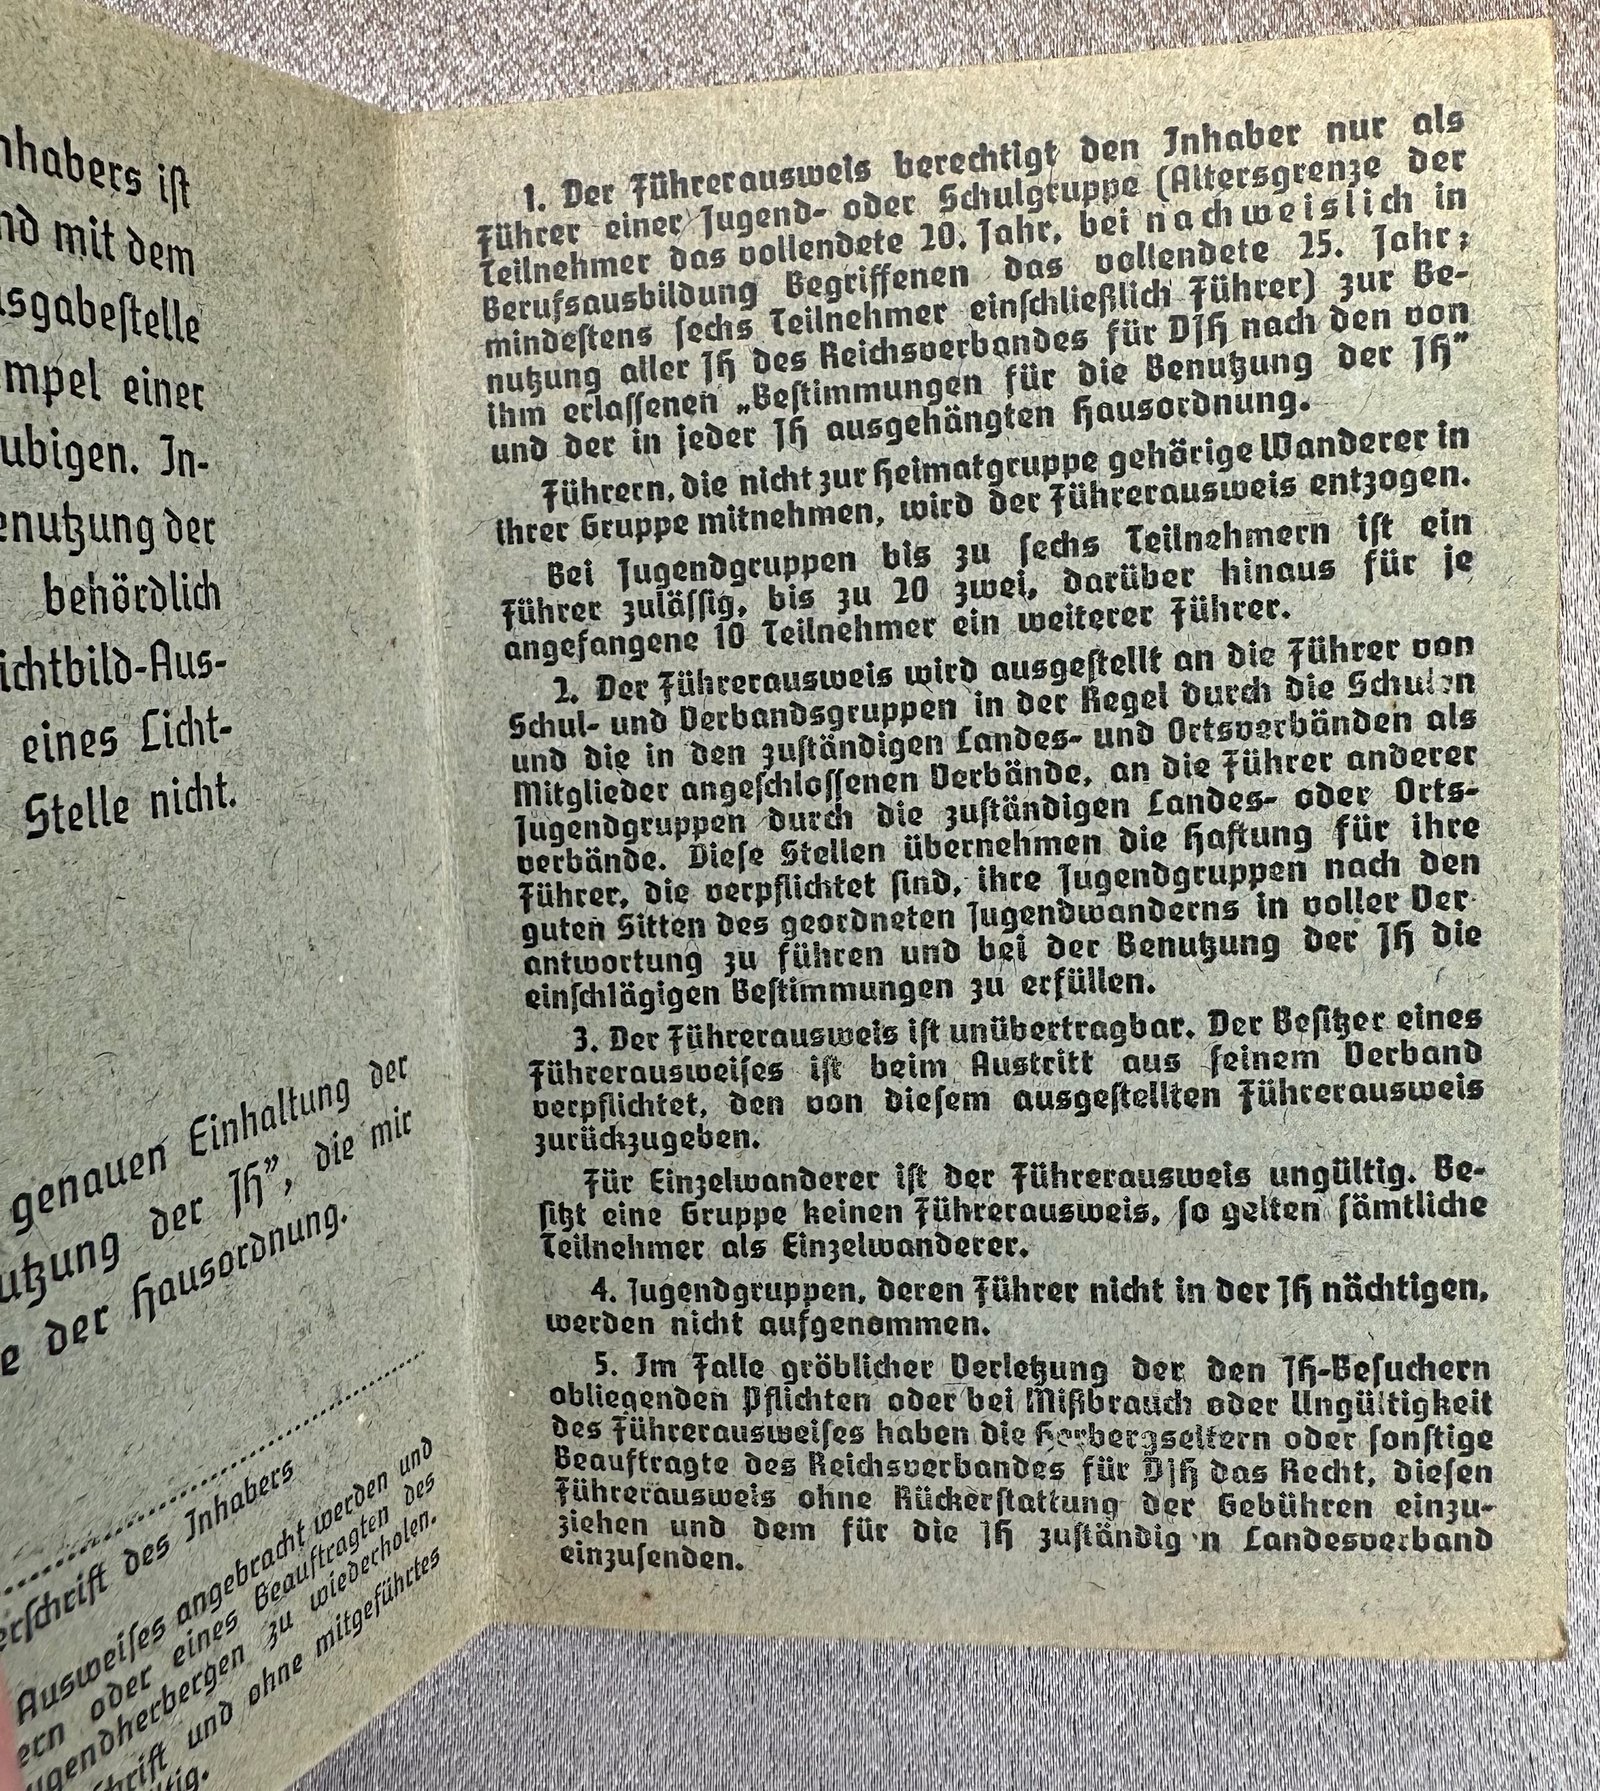 nhabers ist
nd mit dem
usgabestelle
mpel einer
ubigen. In-
enutzung der
behördlich
ichtbild-Aus-
eines Licht-
Stelle nicht.
genauen Einhaltung der
utzung der JH", die mir
e der Hausordnung.
erschrift des Inhabers
Ausweises angebracht werden und
ern oder eines Beauftragten des
ugendherbergen zu wiederholen.
schrift und ohne mitgeführtes
ltig.
1. Der Führerausweis berechtigt den Inhaber nur als
Führer einer Jugend- oder Schulgruppe (Altersgrenze der
Teilnehmer das vollendete 20. Jahr, bei nachweislich in
Berufsausbildung Begriffenen das vollendete 25. Jahr;
mindestens sechs Teilnehmer einschließlich Führer) zur Be-
nutzung aller JH des Reichsverbandes für DJH nach den von
ihm erlassenen „Bestimmungen für die Benutzung der JH"
und der in jeder JH ausgehängten Hausordnung.
Führern, die nicht zur Heimatgruppe gehörige Wanderer in
ihrer Gruppe mitnehmen, wird der Führerausweis entzogen.
Bei Jugendgruppen bis zu sechs Teilnehmern ist ein
Führer zulässig, bis zu 20 zwei, darüber hinaus für je
angefangene 10 Teilnehmer ein weiterer Führer.
2. Der Führerausweis wird ausgestellt an die Führer von
Schul- und Verbandsgruppen in der Regel durch die Schulen
und die in den zuständigen Landes- und Ortsverbänden als
Mitglieder angeschlossenen Verbände, an die Führer anderer
Jugendgruppen durch die zuständigen Landes- oder Orts-
verbände. Diese Stellen übernehmen die Haftung für ihre
Führer, die verpflichtet sind, ihre Jugendgruppen nach den
guten Sitten des geordneten Jugendwanderns in voller Ver-
antwortung zu führen und bei der Benutzung der JH die
einschlägigen Bestimmungen zu erfüllen.
3. Der Führerausweis ist unübertragbar. Der Besitzer eines
Führerausweises ist beim Austritt aus seinem Verband
verpflichtet, den von diesem ausgestellten Führerausweis
zurückzugeben.
Für Einzelwanderer ist der Führerausweis ungültig. Be-
sitzt eine Gruppe keinen Führerausweis, so gelten sämtliche
Teilnehmer als Einzelwanderer.
4. Jugendgruppen, deren Führer nicht in der JH nächtigen,
werden nicht aufgenommen.
5. Im Falle gröblicher Verletzung der den JH-Besuchern
obliegenden Pflichten oder bei Mißbrauch oder Ungültigkeit
des Führerausweises haben die Herbergseltern oder sonstige
Beauftragte des Reichsverbandes für DJH das Recht, diesen
Führerausweis ohne Rückerstattung der Gebühren einzu-
ziehen und dem für die JH zuständigen Landesverband
einzusenden.